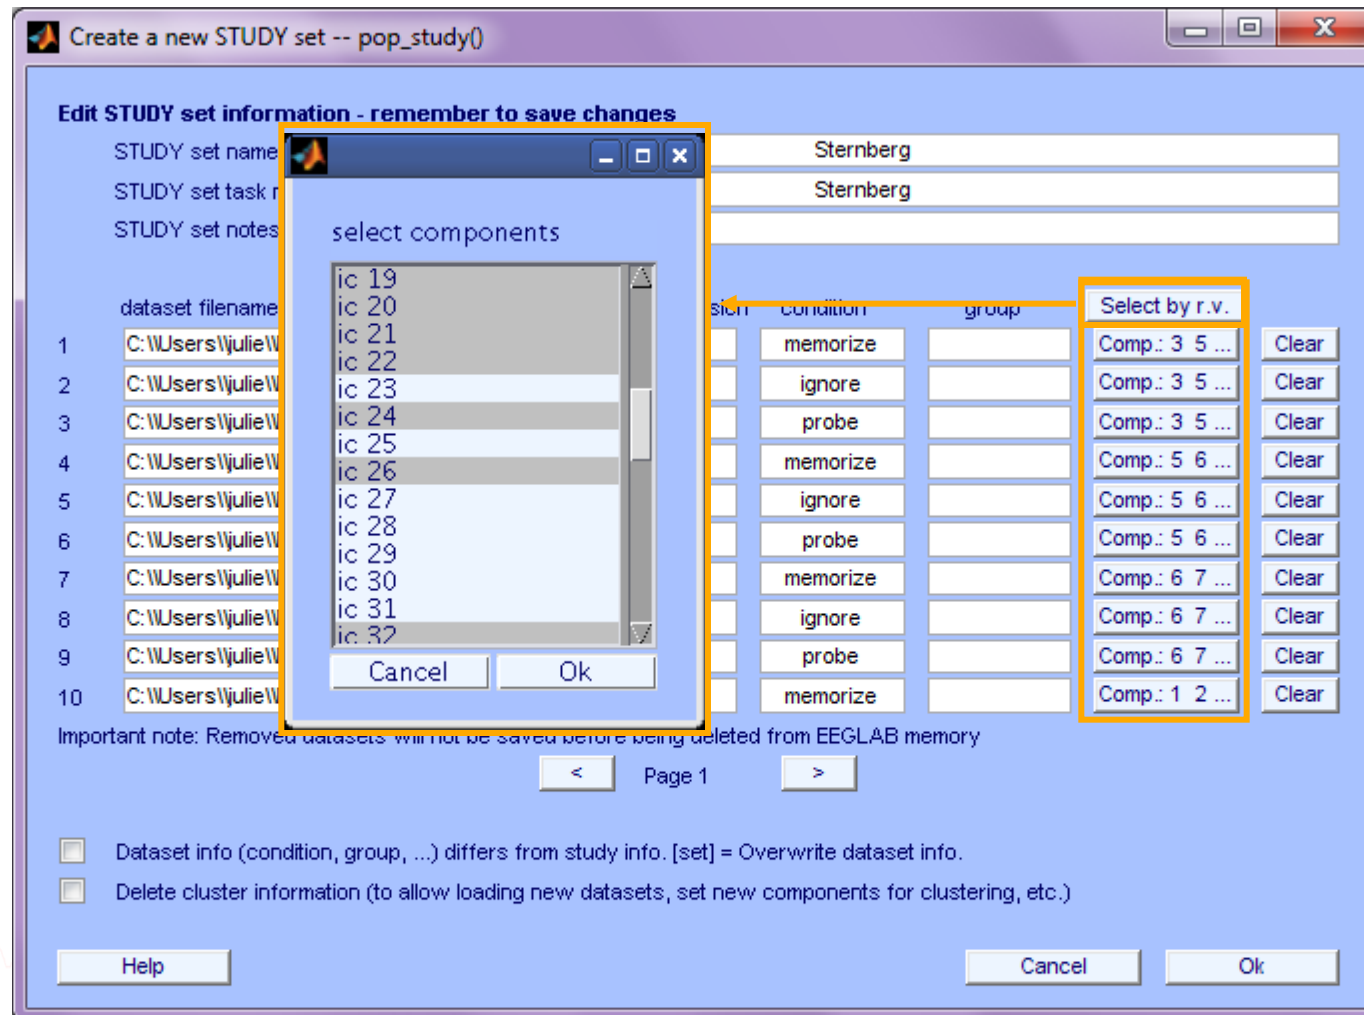 Create a new STUDY set -- pop_study()
Edit STUDY set information - remember to save changes
STUDY set name Sternberg
STUDY set task Sternberg
STUDY set notes
select components
ic 19
ic 20
ic 21
ic 22
ic 23
ic 24
ic 25
ic 26
ic 27
ic 28
ic 29
ic 30
ic 31
ic 32
Cancel Ok
dataset filename condition group Select by r.v.
1 C:\\Users\\julie\\ memorize Comp.: 3 5 ... Clear
2 C:\\Users\\julie\\ ignore Comp.: 3 5 ... Clear
3 C:\\Users\\julie\\ probe Comp.: 3 5 ... Clear
4 C:\\Users\\julie\\ memorize Comp.: 5 6 ... Clear
5 C:\\Users\\julie\\ ignore Comp.: 5 6 ... Clear
6 C:\\Users\\julie\\ probe Comp.: 5 6 ... Clear
7 C:\\Users\\julie\\ memorize Comp.: 6 7 ... Clear
8 C:\\Users\\julie\\ ignore Comp.: 6 7 ... Clear
9 C:\\Users\\julie\\ probe Comp.: 6 7 ... Clear
10 C:\\Users\\julie\\ memorize Comp.: 1 2 ... Clear
Important note: Removed datasets will not be saved before being deleted from EEGLAB memory
< Page 1 >
Dataset info (condition, group, ...) differs from study info. [set] = Overwrite dataset info.
Delete cluster information (to allow loading new datasets, set new components for clustering, etc.)
Help Cancel Ok